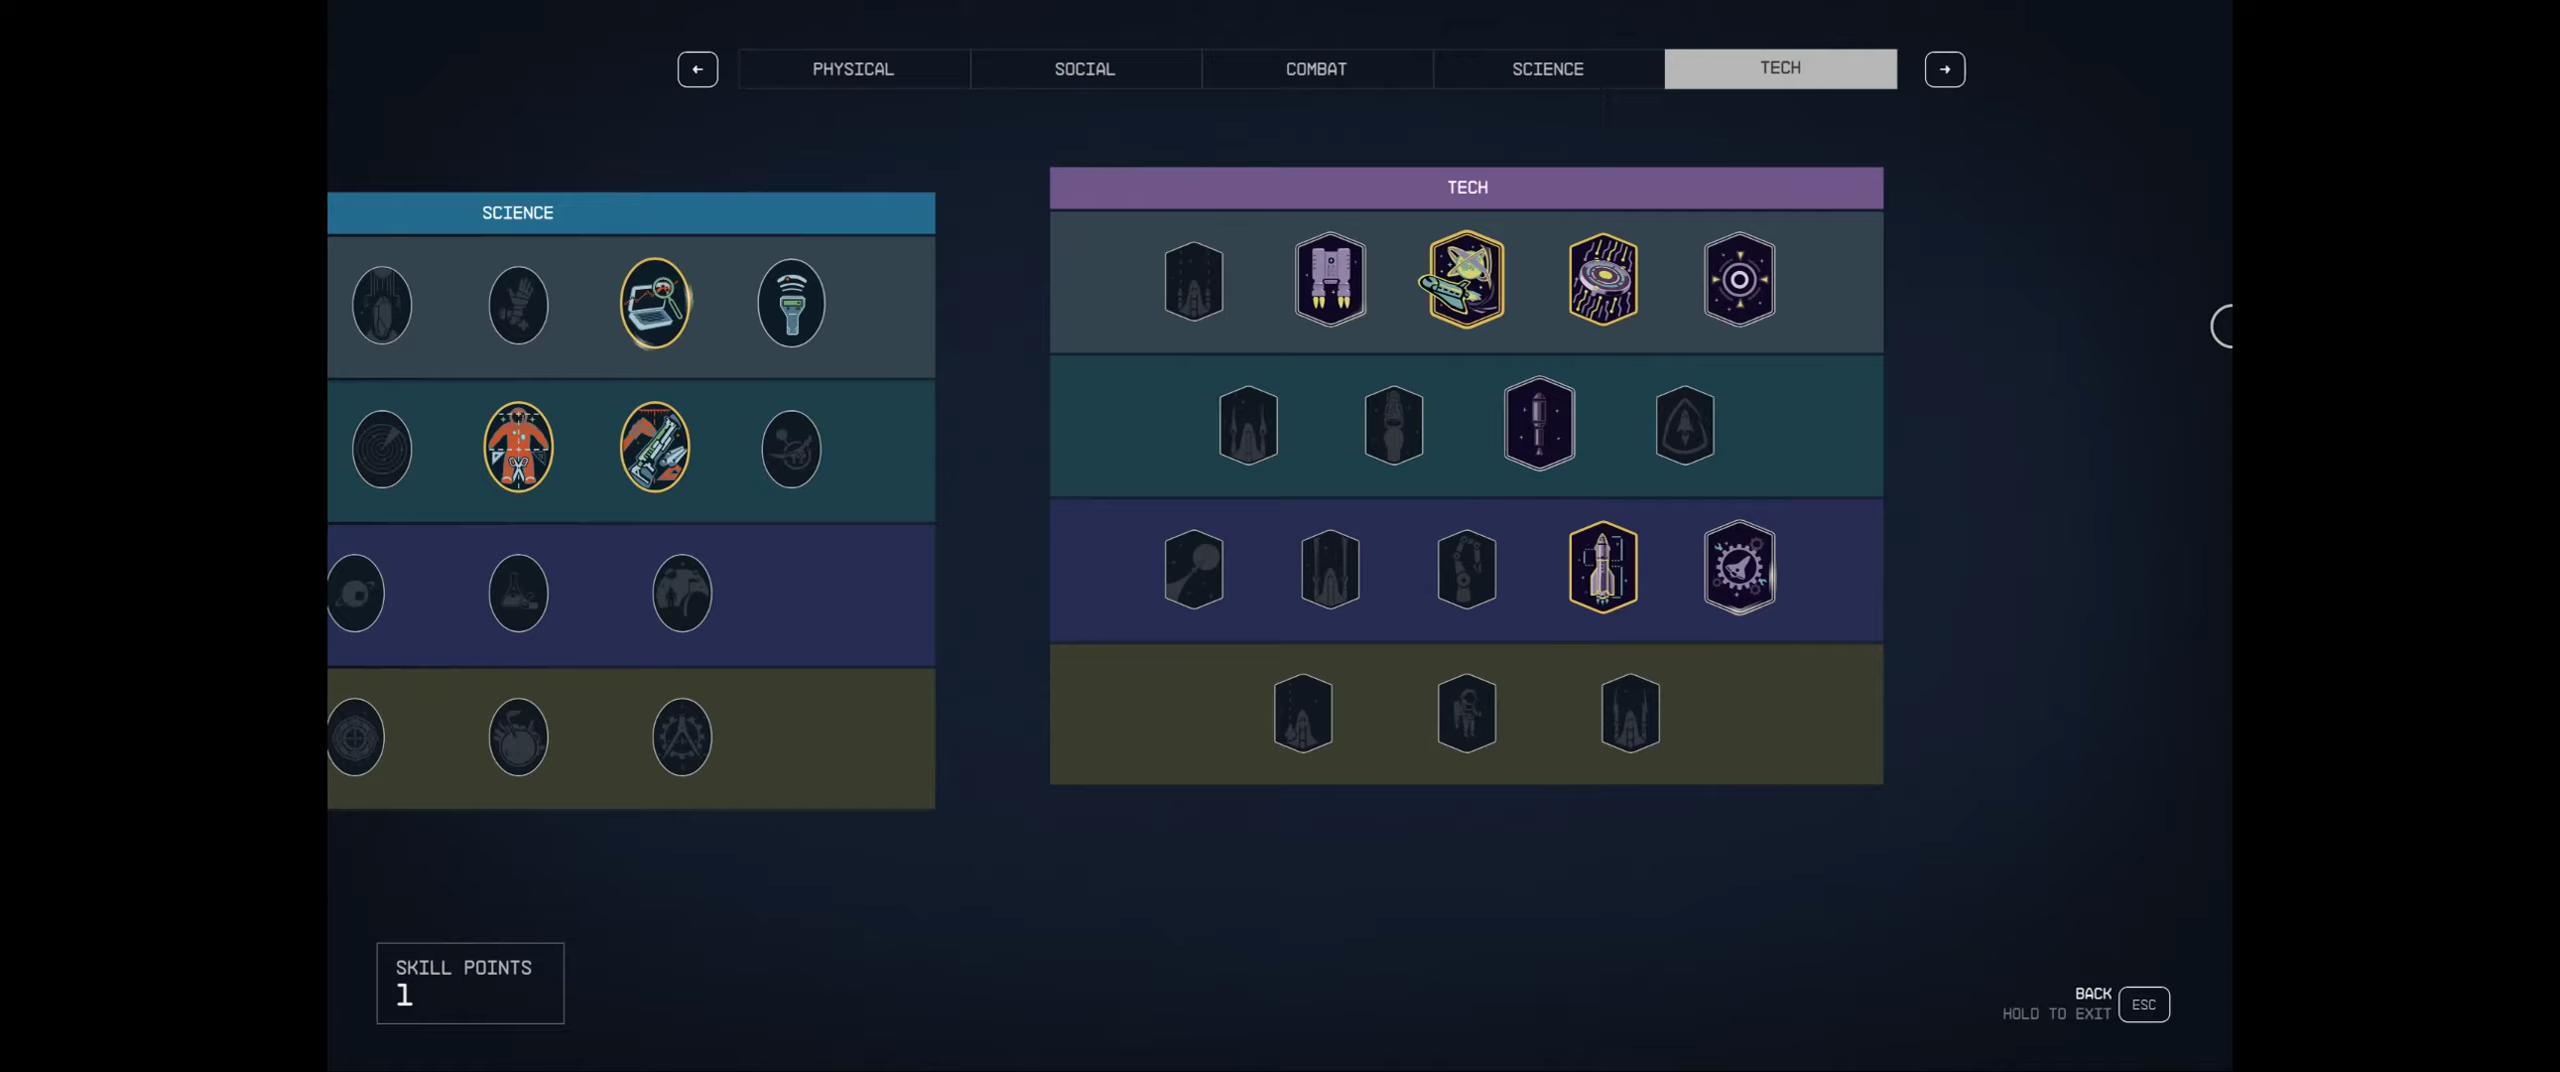 ← PHYSICAL SOCIAL COMBAT SCIENCE TECH →
TECH
SCIENCE
SKILL POINTS
1
BACK
HOLD TO EXIT
ESC